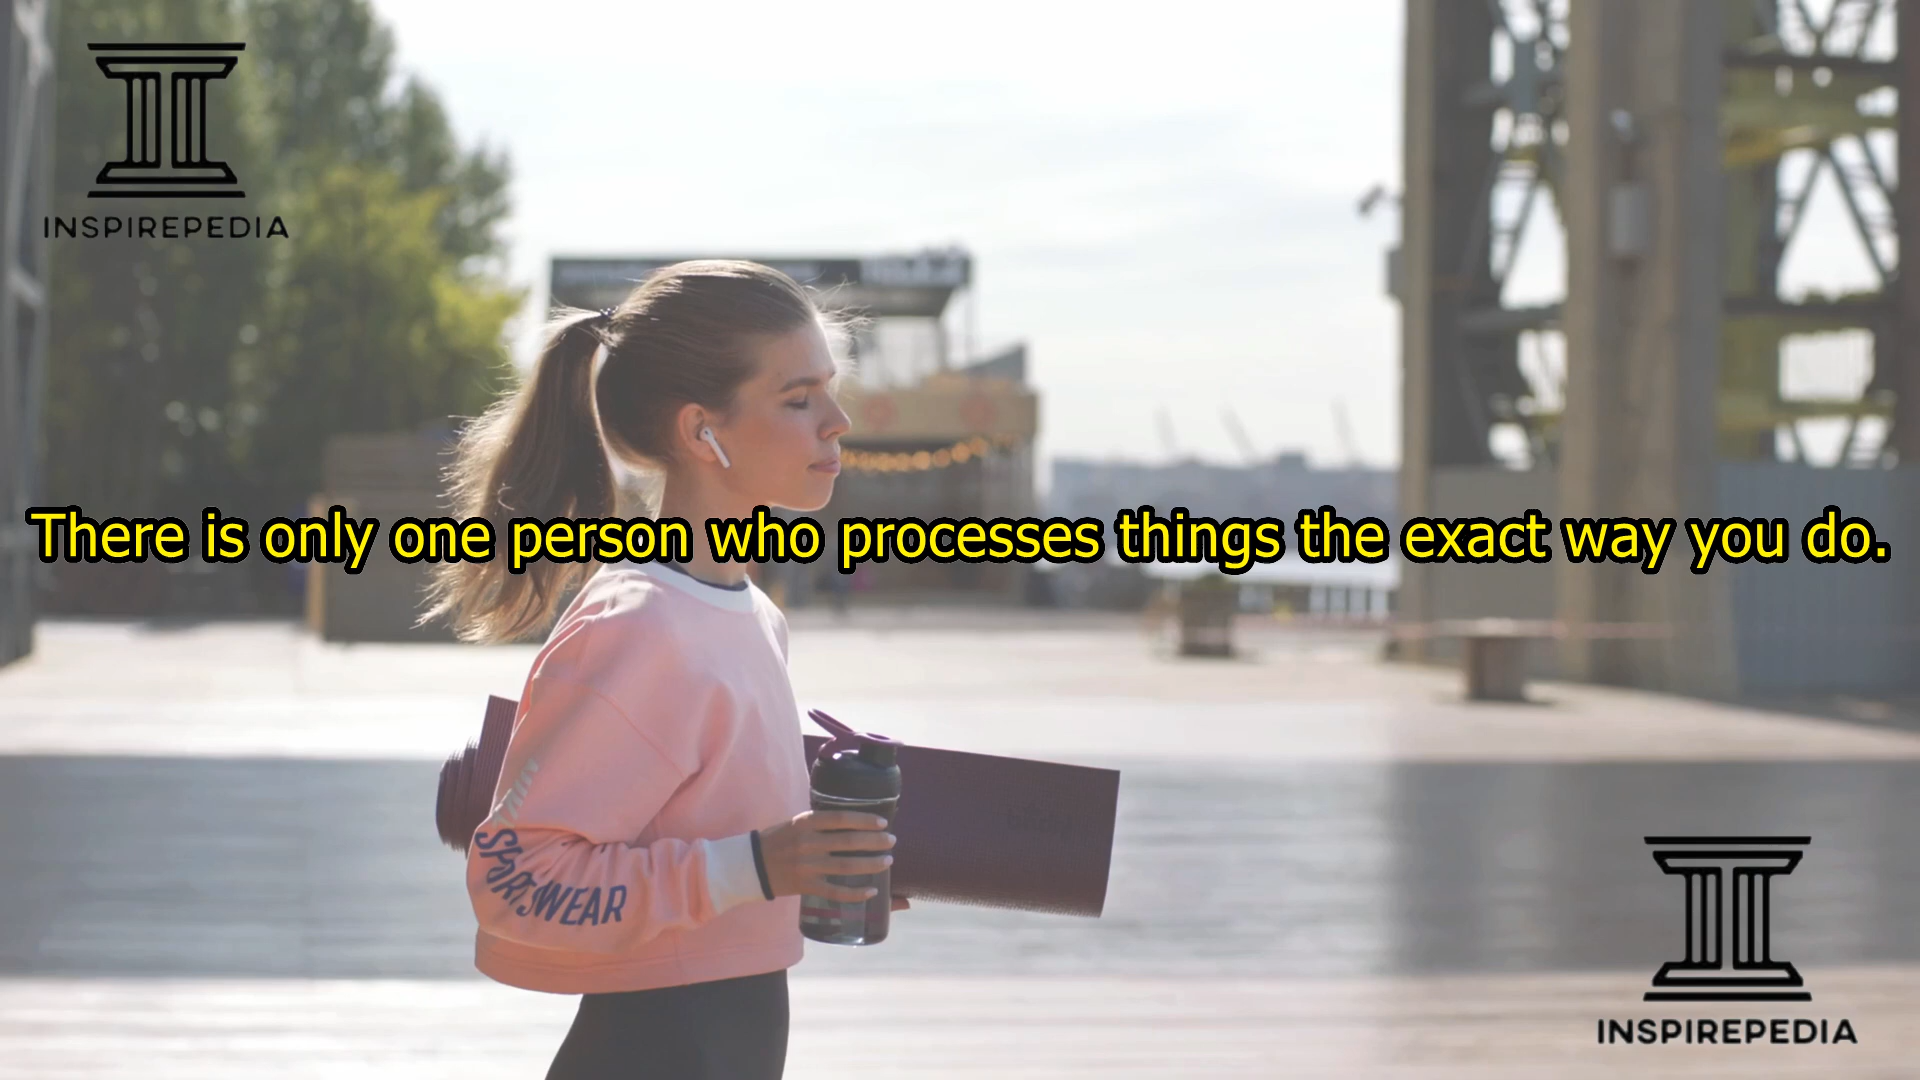 INSPIREPEDIA
There is only one person who processes things the exact way you do.
SPORTSWEAR
INSPIREPEDIA